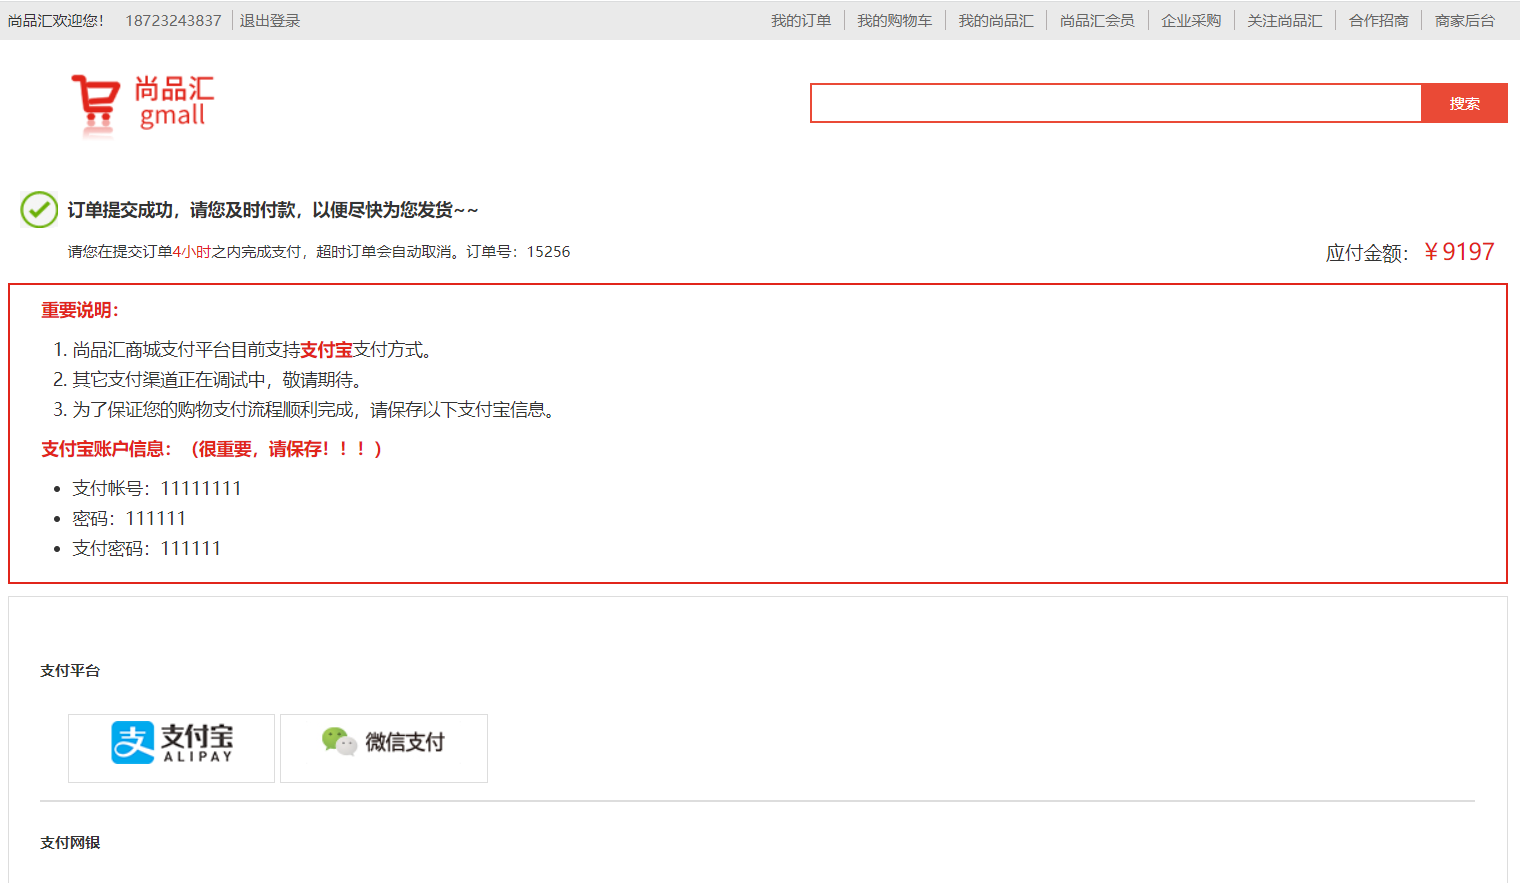 尚品汇欢迎您! 18723243837 退出登录 我的订单 我的购物车 我的尚品汇 尚品汇会员 企业采购 关注尚品汇 合作招商 商家后台
尚品汇
gmall
搜索
订单提交成功，请您及时付款，以便尽快为您发货~~
请您在提交订单4小时之内完成支付，超时订单会自动取消。订单号：15256
应付金额：￥9197
重要说明：
1. 尚品汇商城支付平台目前支持支付宝支付方式。
2. 其它支付渠道正在调试中，敬请期待。
3. 为了保证您的购物支付流程顺利完成，请保存以下支付宝信息。
支付宝账户信息：（很重要，请保存！！！）
• 支付帐号：11111111
• 密码：111111
• 支付密码：111111
支付平台
支 支付宝 微信支付
ALIPAY
支付网银